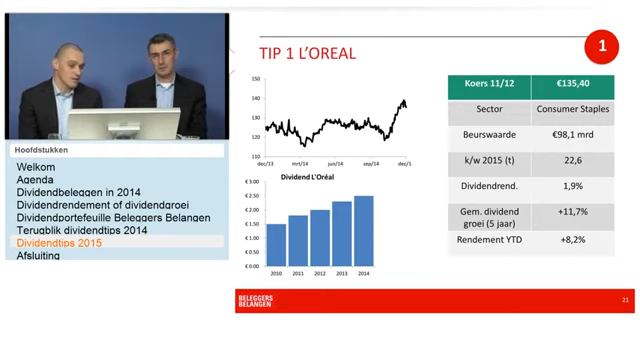 Hoofdstukken
Welkom
Agenda
Dividendbeleggen in 2014
Dividendrendement of dividendgroei
Dividendportefeuille Beleggers Belangen
Terugblik dividendtips 2014
Dividendtips 2015
Afsluiting
TIP 1 L'OREAL
1
150
140
130
120
110
dec/13 mrt/14 jun/14 sep/14 dec/1
Dividend L'Oréal
€ 3.00
€ 2.50
€ 2.00
€ 1.50
€ 1.00
€ 0.50
€ 0.00
2010 2011 2012 2013 2014
Koers 11/12 €135,40
Sector Consumer Staples
Beurswaarde €98,1 mrd
k/w 2015 (t) 22,6
Dividendrend. 1,9%
Gem. dividend
groei (5 jaar) +11,7%
Rendement YTD +8,2%
BELEGGERS
BELANGEN
21